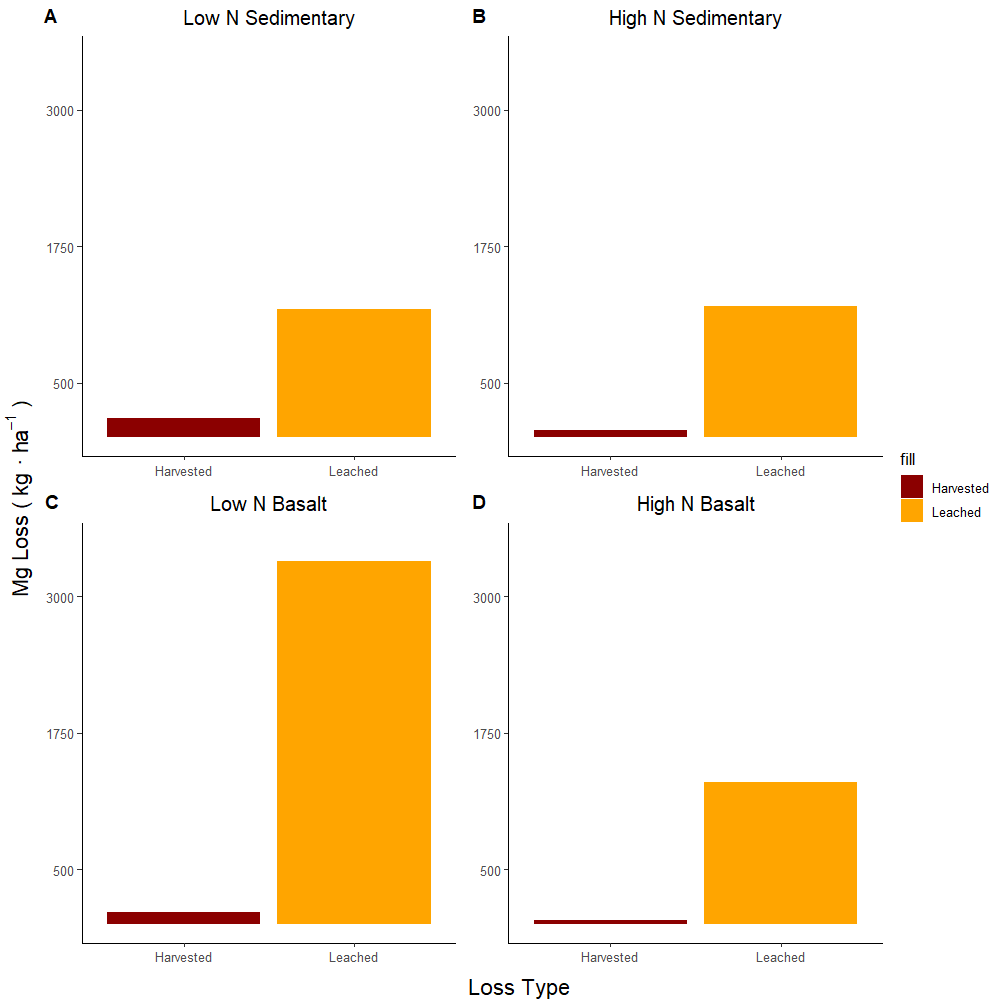 A
Low N Sedimentary
3000
1750
500
Harvested
Leached
B
High N Sedimentary
3000
1750
500
Harvested
Leached
C
Low N Basalt
3000
1750
500
Harvested
Leached
D
High N Basalt
3000
1750
500
Harvested
Leached
Mg Loss ( kg · ha⁻¹ )
Loss Type
fill
Harvested
Leached